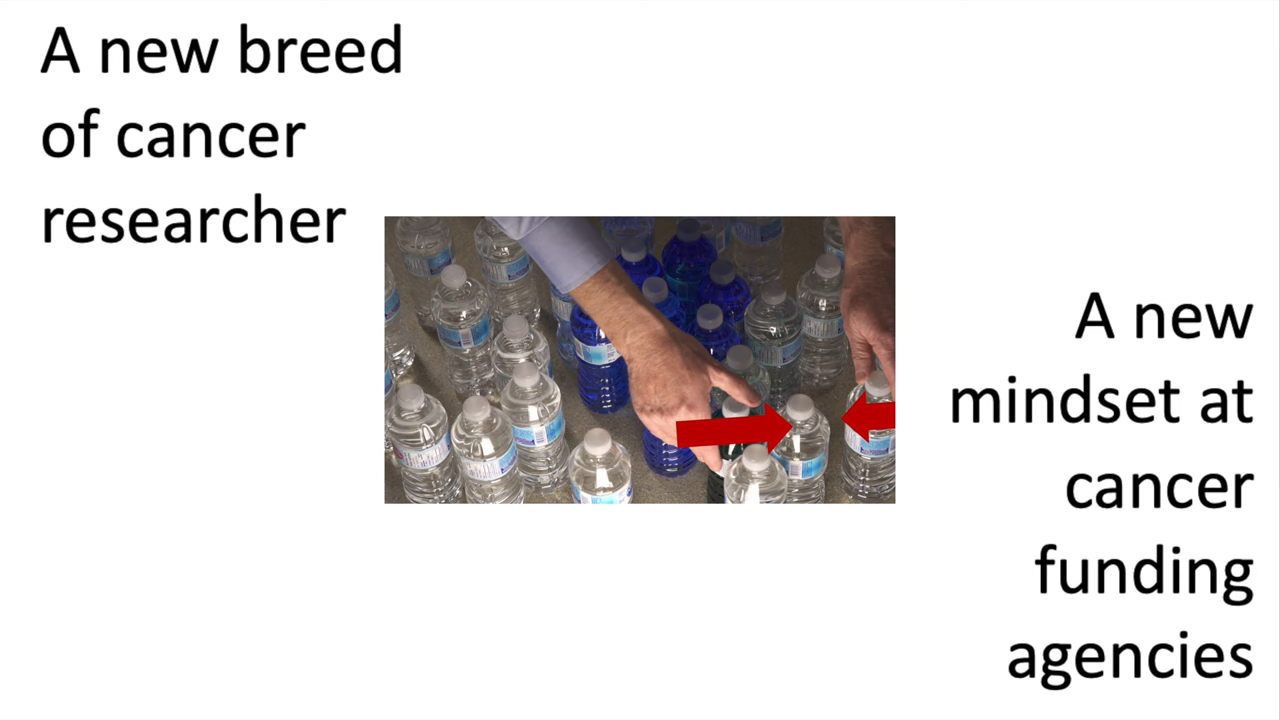 A new breed
of cancer
researcher
A new
mindset at
cancer
funding
agencies